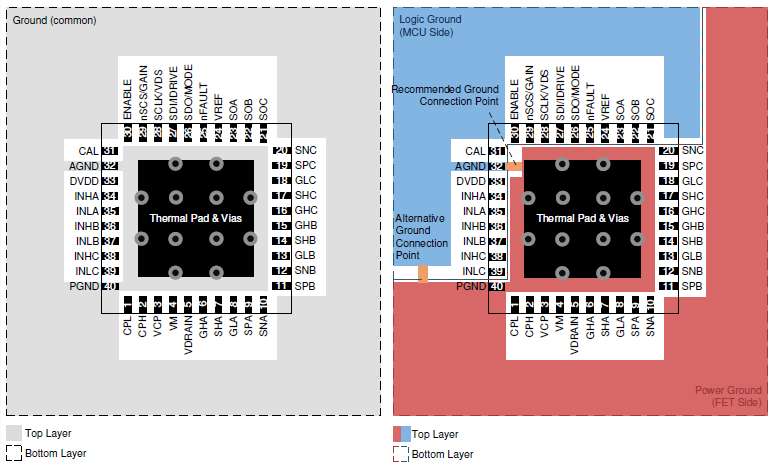 Ground (common)
ENABLE
nSCS/GAIN
SCLK/VDS
SDI/IDRIVE
SDO/MODE
nFAULT
VREF
SOA
SOB
SOC
30
29
28
27
26
25
24
23
22
21
CAL 31
AGND 32
DVDD 33
INHA 34
INLA 35
INHB 36
INLB 37
INHC 38
INLC 39
PGND 40
Thermal Pad & Vias
20 SNC
19 SPC
18 GLC
17 SHC
16 GHC
15 GHB
14 SHB
13 GLB
12 SNB
11 SPB
1
2
3
4
5
6
7
8
9
10
CPL
CPH
VCP
VM
VDRAIN
GHA
SHA
GLA
SPA
SNA
Top Layer
Bottom Layer
Logic Ground
(MCU Side)
Recommended Ground
Connection Point
ENABLE
nSCS/GAIN
SCLK/VDS
SDI/IDRIVE
SDO/MODE
nFAULT
VREF
SOA
SOB
SOC
30
29
28
27
26
25
24
23
22
21
CAL 31
AGND 32
DVDD 33
INHA 34
INLA 35
INHB 36
INLB 37
INHC 38
INLC 39
PGND 40
Alternative
Ground
Connection
Point
Thermal Pad & Vias
20 SNC
19 SPC
18 GLC
17 SHC
16 GHC
15 GHB
14 SHB
13 GLB
12 SNB
11 SPB
1
2
3
4
5
6
7
8
9
10
CPL
CPH
VCP
VM
VDRAIN
GHA
SHA
GLA
SPA
SNA
Power Ground
(FET Side)
Top Layer
Bottom Layer